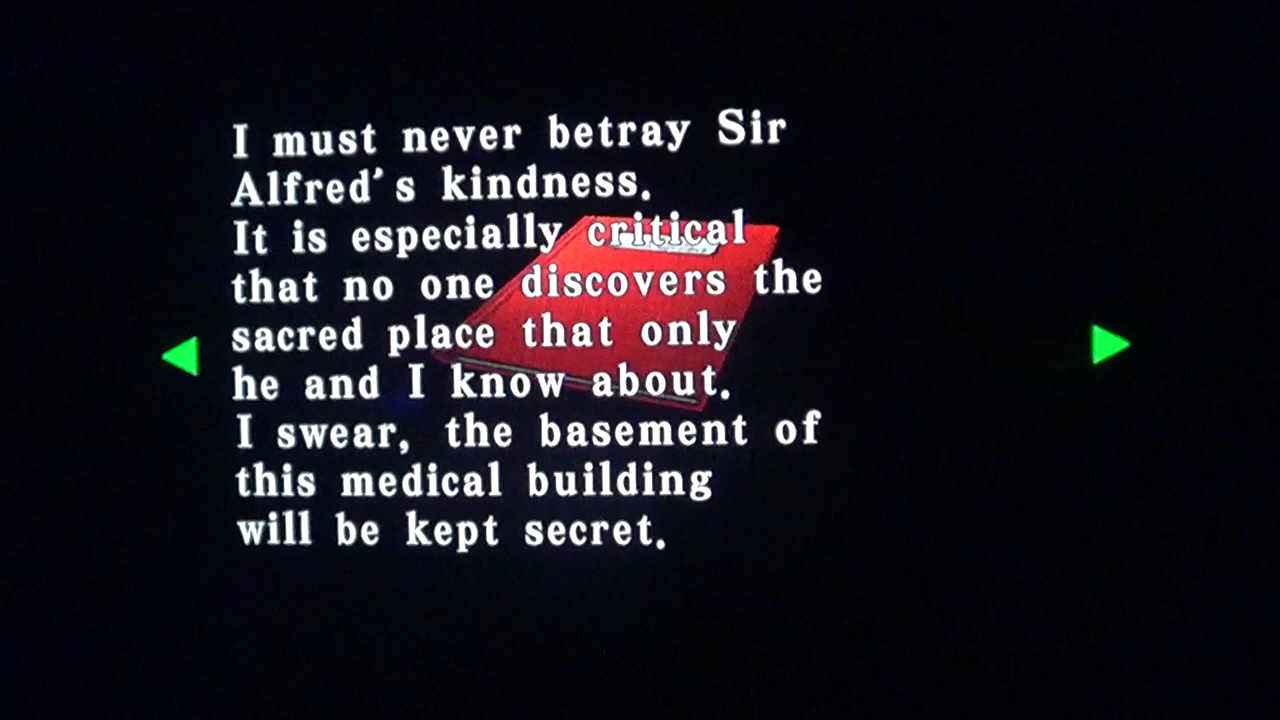 I must never betray Sir
Alfred's kindness.
It is especially critical
that no one discovers the
sacred place that only
he and I know about.
I swear, the basement of
this medical building
will be kept secret.